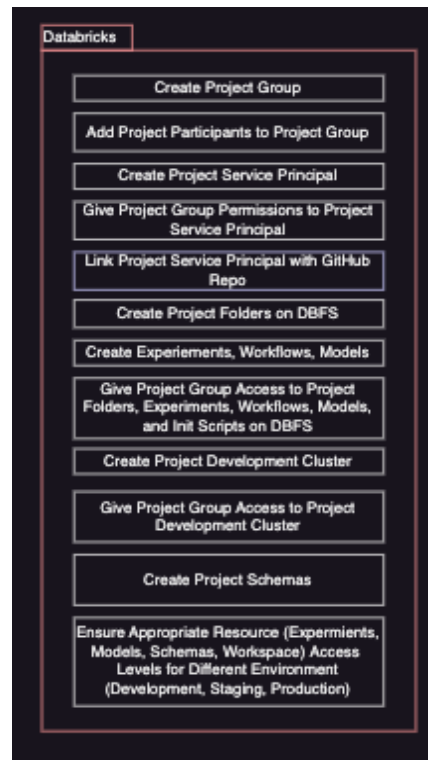 Databricks
Create Project Group
Add Project Participants to Project Group
Create Project Service Principal
Give Project Group Permissions to Project
Service Principal
Link Project Service Principal with GitHub
Repo
Create Project Folders on DBFS
Create Experiements, Workflows, Models
Give Project Group Access to Project
Folders, Experiments, Workflows, Models,
and Init Scripts on DBFS
Create Project Development Cluster
Give Project Group Access to Project
Development Cluster
Create Project Schemas
Ensure Appropriate Resource (Expermients,
Models, Schemas, Workspace) Access
Levels for Different Environment
(Development, Staging, Production)